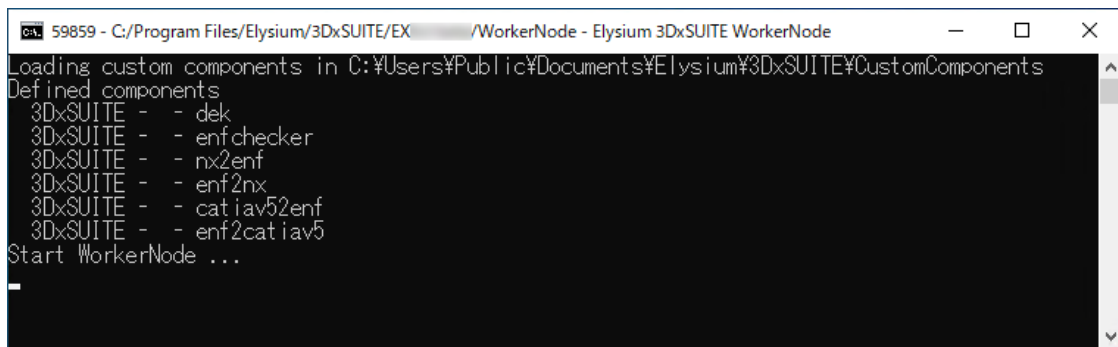 59859 - C:/Program Files/Elysium/3DxSUITE/EX /WorkerNode - Elysium 3DxSUITE WorkerNode
Loading custom components in C:¥Users¥Public¥Documents¥Elysium¥3DxSUITE¥CustomComponents
Defined components
3DxSUITE - - dek
3DxSUITE - - enfchecker
3DxSUITE - - nx2enf
3DxSUITE - - enf2nx
3DxSUITE - - catiav52enf
3DxSUITE - - enf2catiav5
Start WorkerNode ...